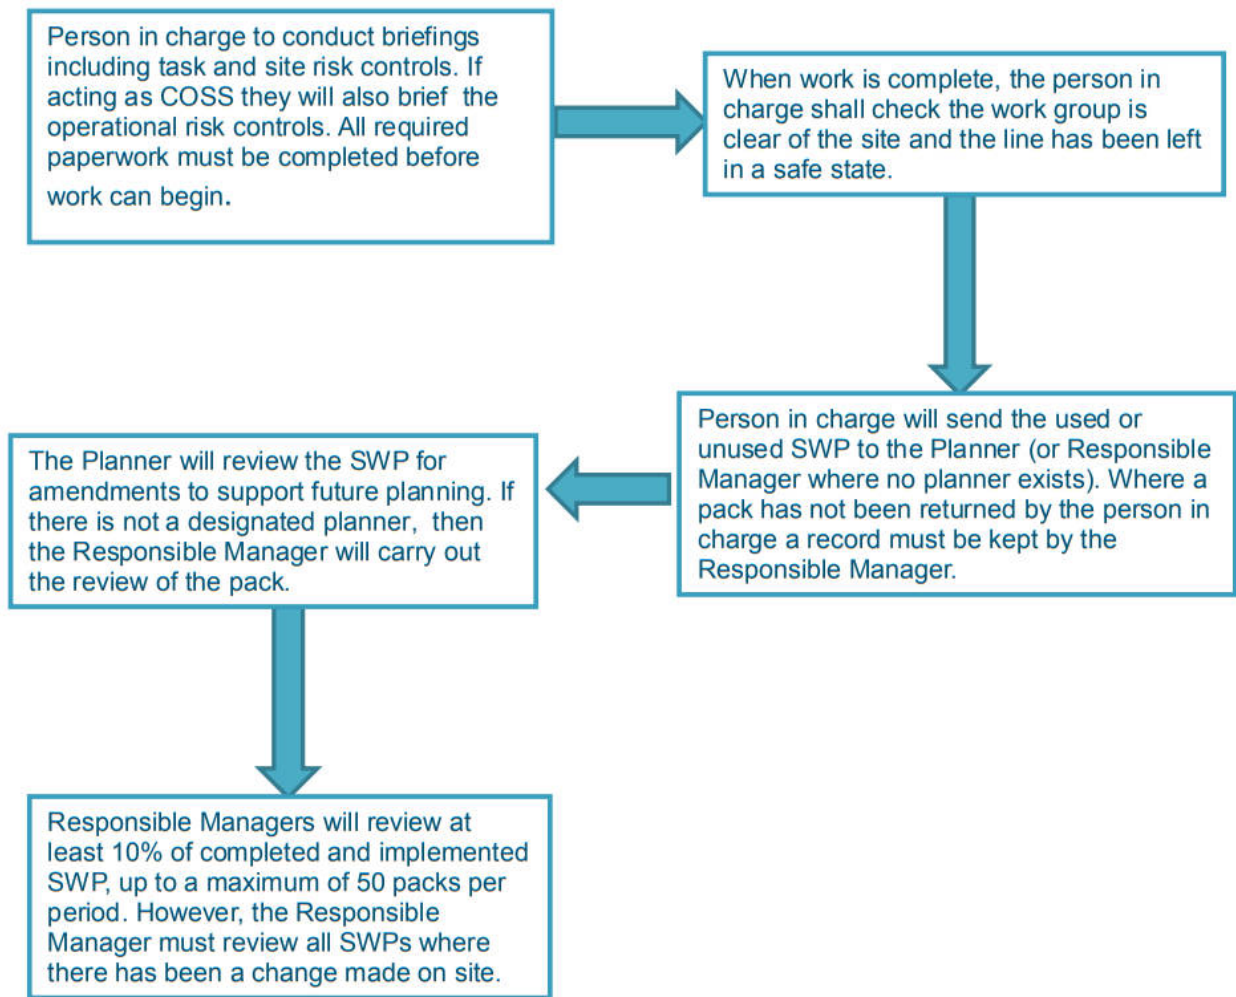 Person in charge to conduct briefings
including task and site risk controls. If
acting as COSS they will also brief the
operational risk controls. All required
paperwork must be completed before
work can begin.
When work is complete, the person in
charge shall check the work group is
clear of the site and the line has been left
in a safe state.
Person in charge will send the used or
unused SWP to the Planner (or Responsible
Manager where no planner exists). Where a
pack has not been returned by the person in
charge a record must be kept by the
Responsible Manager.
The Planner will review the SWP for
amendments to support future planning. If
there is not a designated planner, then
the Responsible Manager will carry out
the review of the pack.
Responsible Managers will review at
least 10% of completed and implemented
SWP, up to a maximum of 50 packs per
period. However, the Responsible
Manager must review all SWPs where
there has been a change made on site.